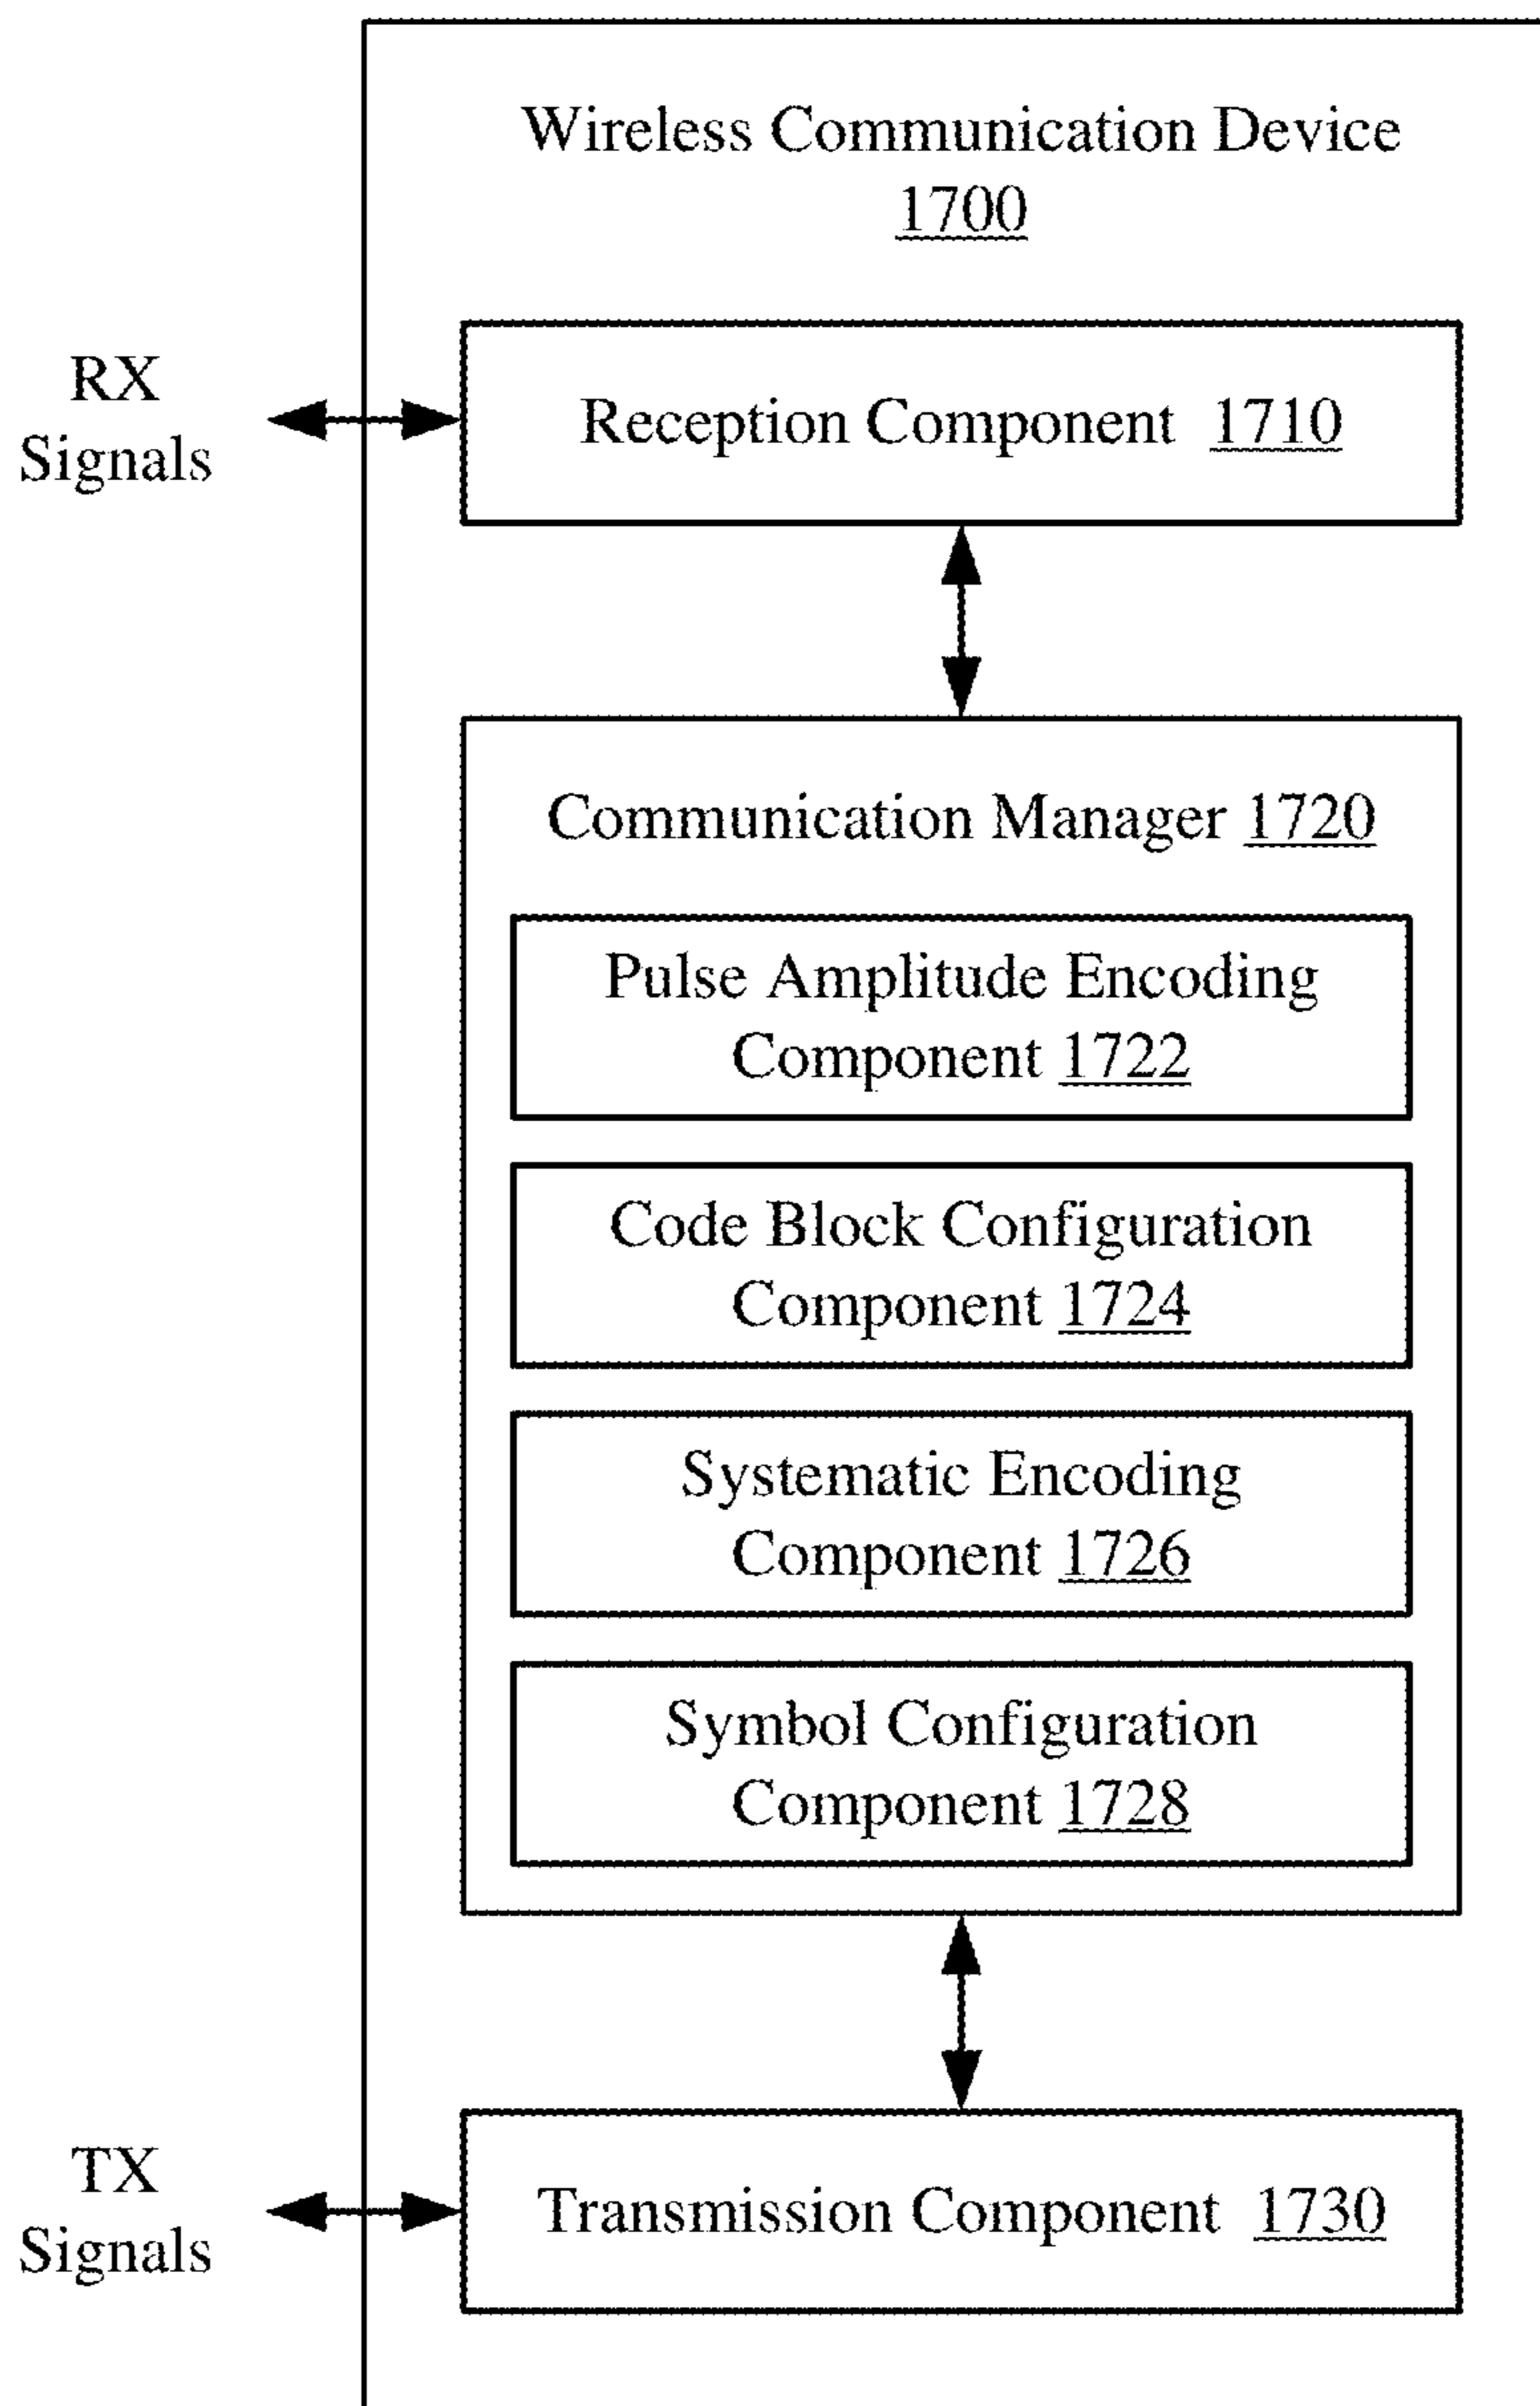 Wireless Communication Device
1700
RX
Signals
Reception Component 1710
Communication Manager 1720
Pulse Amplitude Encoding
Component 1722
Code Block Configuration
Component 1724
Systematic Encoding
Component 1726
Symbol Configuration
Component 1728
TX
Signals
Transmission Component 1730